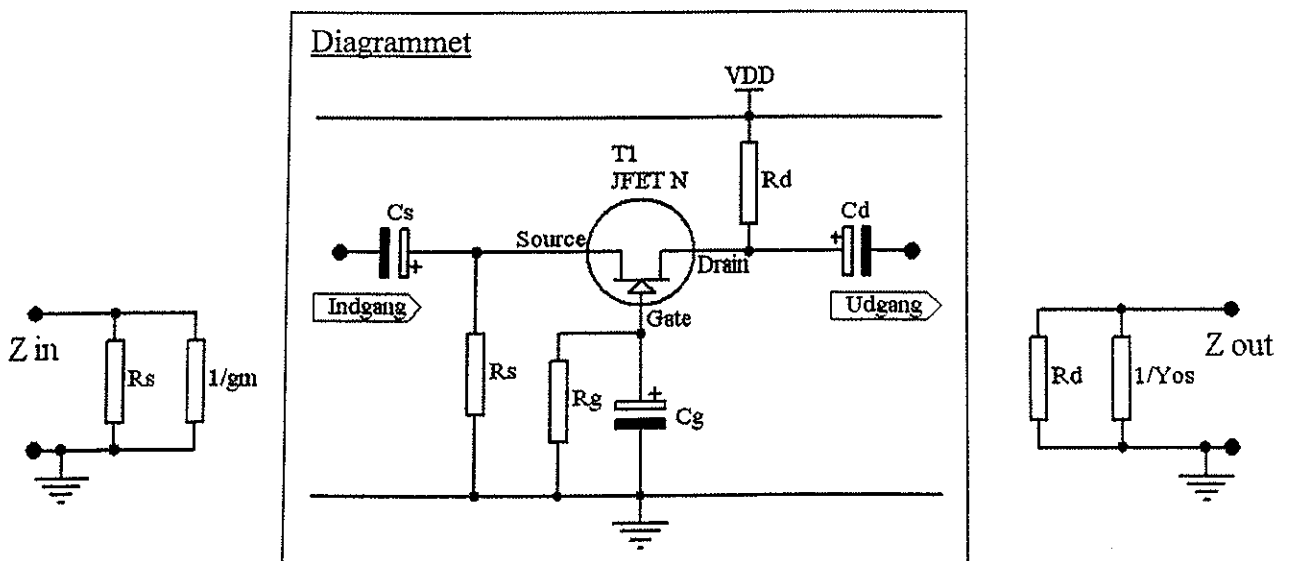 Diagrammet
VDD
T1
JFET N
Rd
Cs
Cd
Source
+
+
Drain
Indgang
Udgang
Gate
Z in
Rs
1/gm
Rs
Rg
+
Cg
Rd
1/Yos
Z out